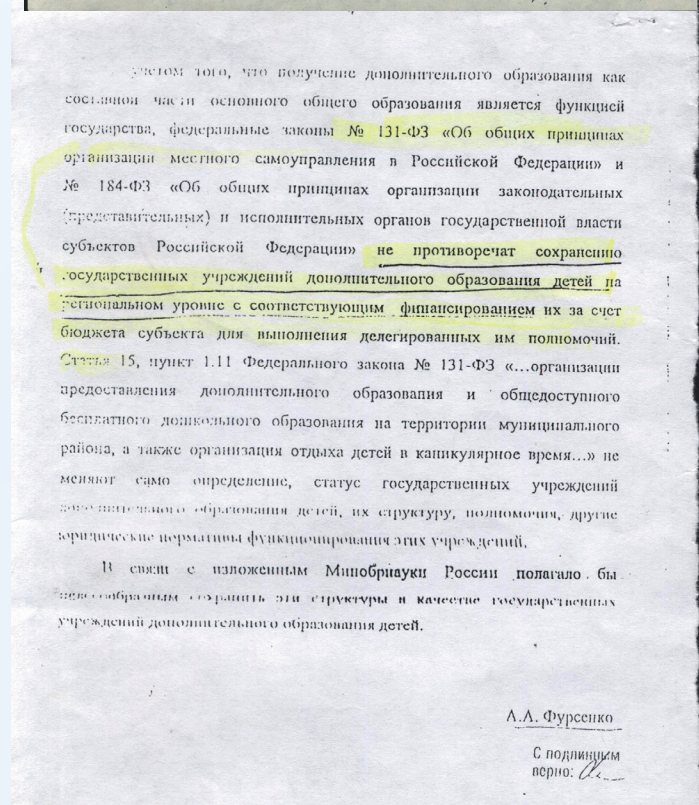 учетом того, что получение дополнительного образования как
составной части основного общего образования является функцией
государства, федеральные законы № 131-ФЗ «Об общих принципах
организации местного самоуправления в Российской Федерации» и
№ 184-ФЗ «Об общих принципах организации законодательных
(представительных) и исполнительных органов государственной власти
субъектов Российской Федерации» не противоречат сохранению
государственных учреждений дополнительного образования детей на
региональном уровне с соответствующим финансированием их за счет
бюджета субъекта для выполнения делегированных им полномочий.
Статья 15, пункт 1.11 Федерального закона № 131-ФЗ «...организации
предоставления дополнительного образования и общедоступного
бесплатного дошкольного образования на территории муниципального
района, а также организация отдыха детей в каникулярное время...» не
меняют само определение, статус государственных учреждений
дополнительного образования детей, их структуру, полномочия, другие
юридические нормативы функционирования этих учреждений.
В связи с изложенным Минобрнауки России полагало бы
целесообразным сохранить эти структуры в качестве государственных
учреждений дополнительного образования детей.
А.А. Фурсенко
С подлинным
верно: